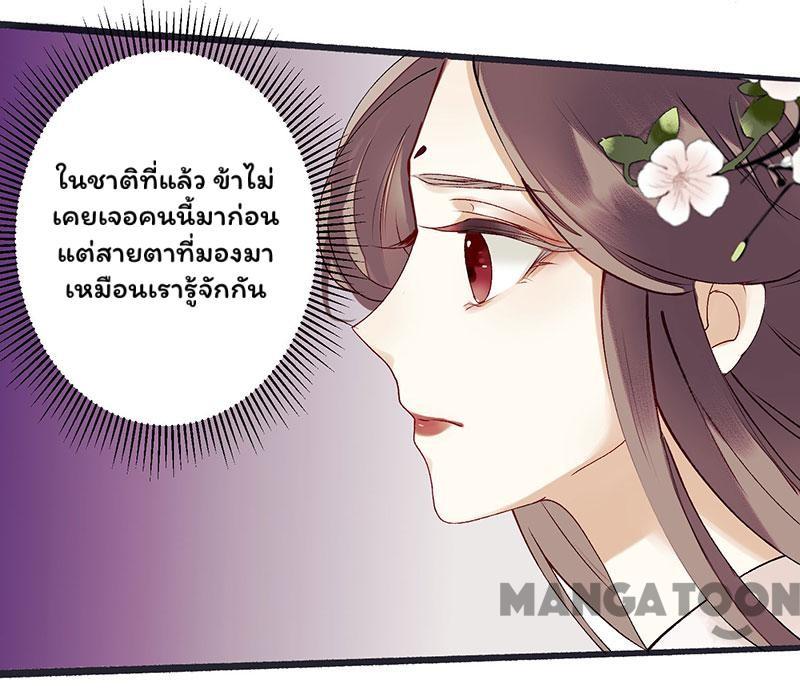 ในชาติที่แล้ว ข้าไม่
เคยเจอคนนี้มาก่อน
แต่สายตาที่มองมา
เหมือนเรารู้จักกัน
MANGATOON